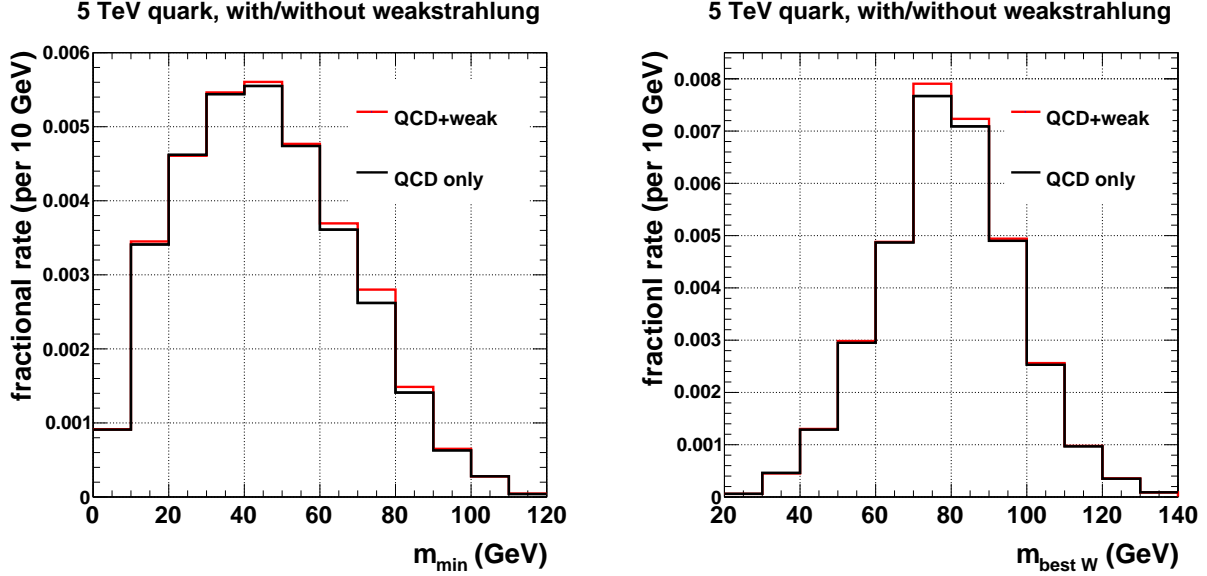 5 TeV quark, with/without weakstrahlung
fractional rate (per 10 GeV)
0.006
0.005
0.004
0.003
0.002
0.001
0
QCD+weak
QCD only
0 20 40 60 80 100 120
m_min (GeV)
5 TeV quark, with/without weakstrahlung
fractionl rate (per 10 GeV)
0.008
0.007
0.006
0.005
0.004
0.003
0.002
0.001
0
QCD+weak
QCD only
20 40 60 80 100 120 140
m_best W (GeV)